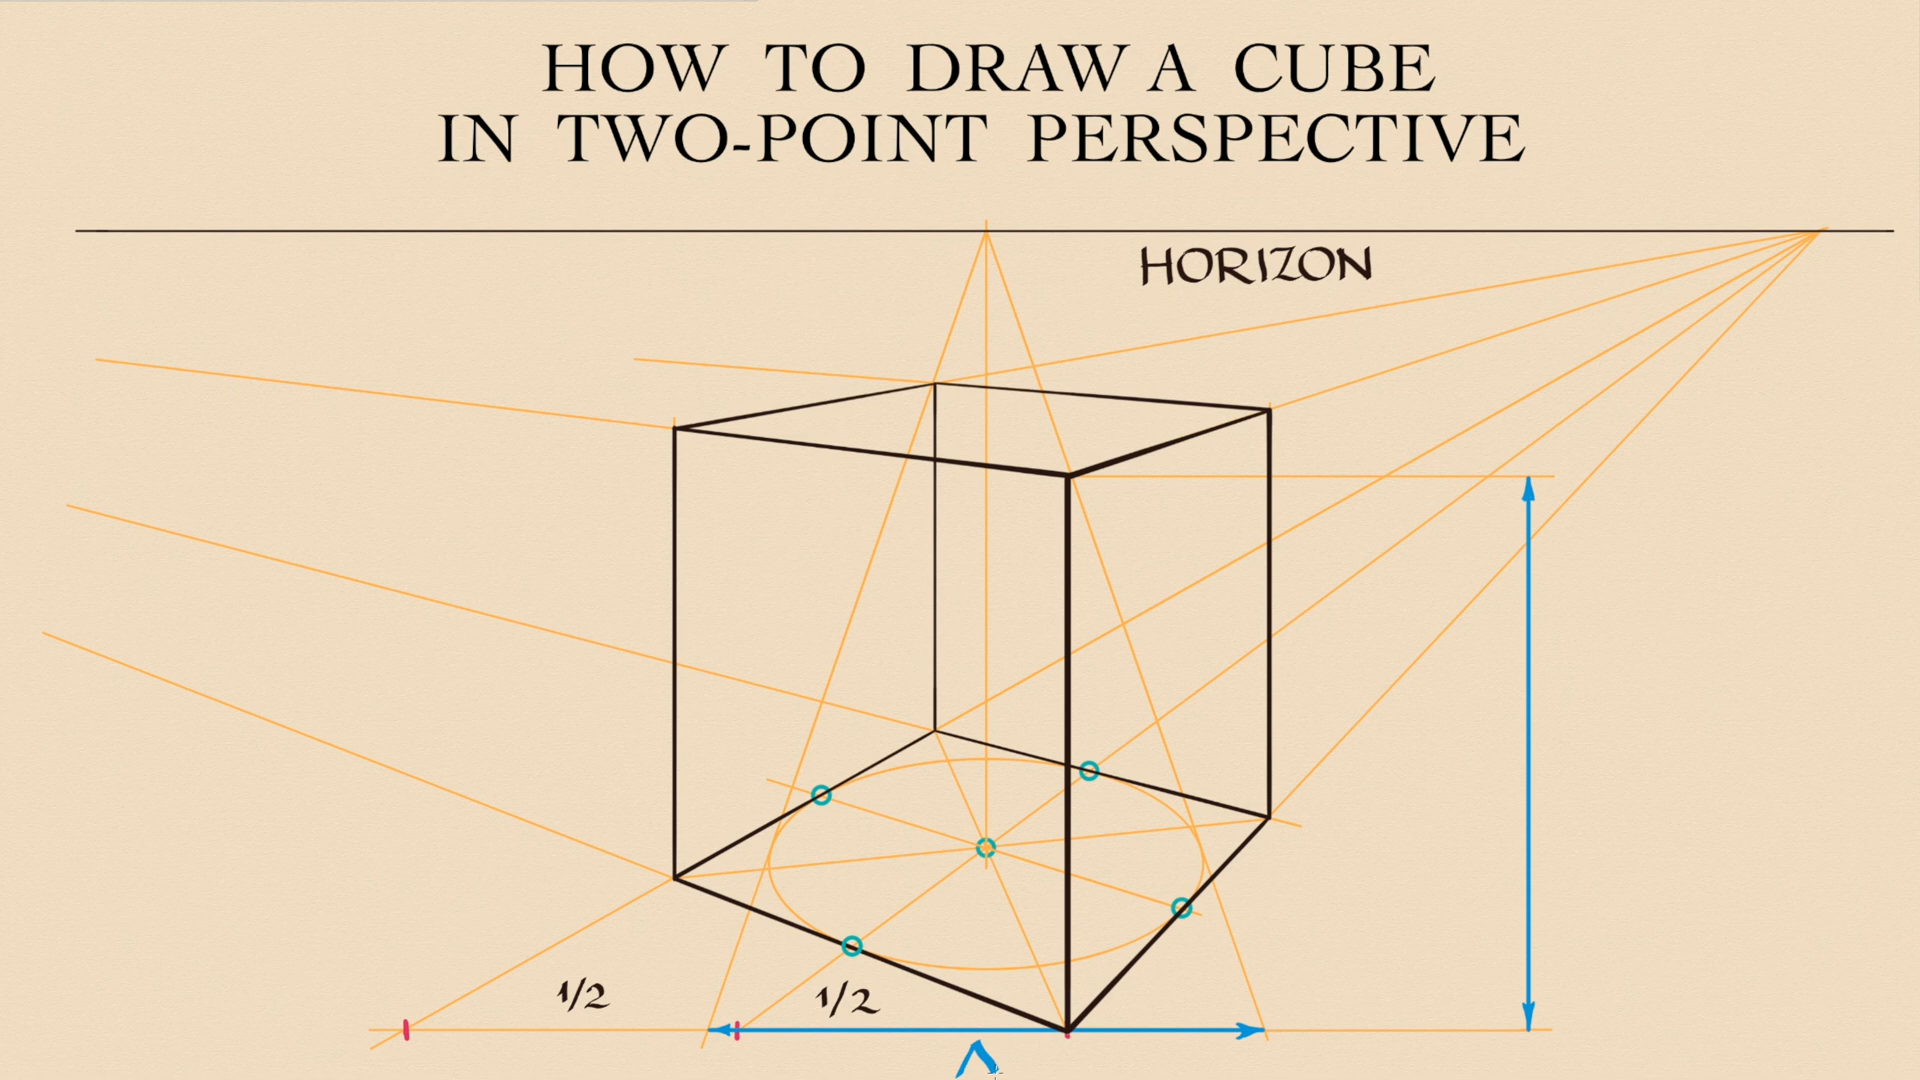 HOW TO DRAW A CUBE
IN TWO-POINT PERSPECTIVE
HORIZON
1/2 1/2